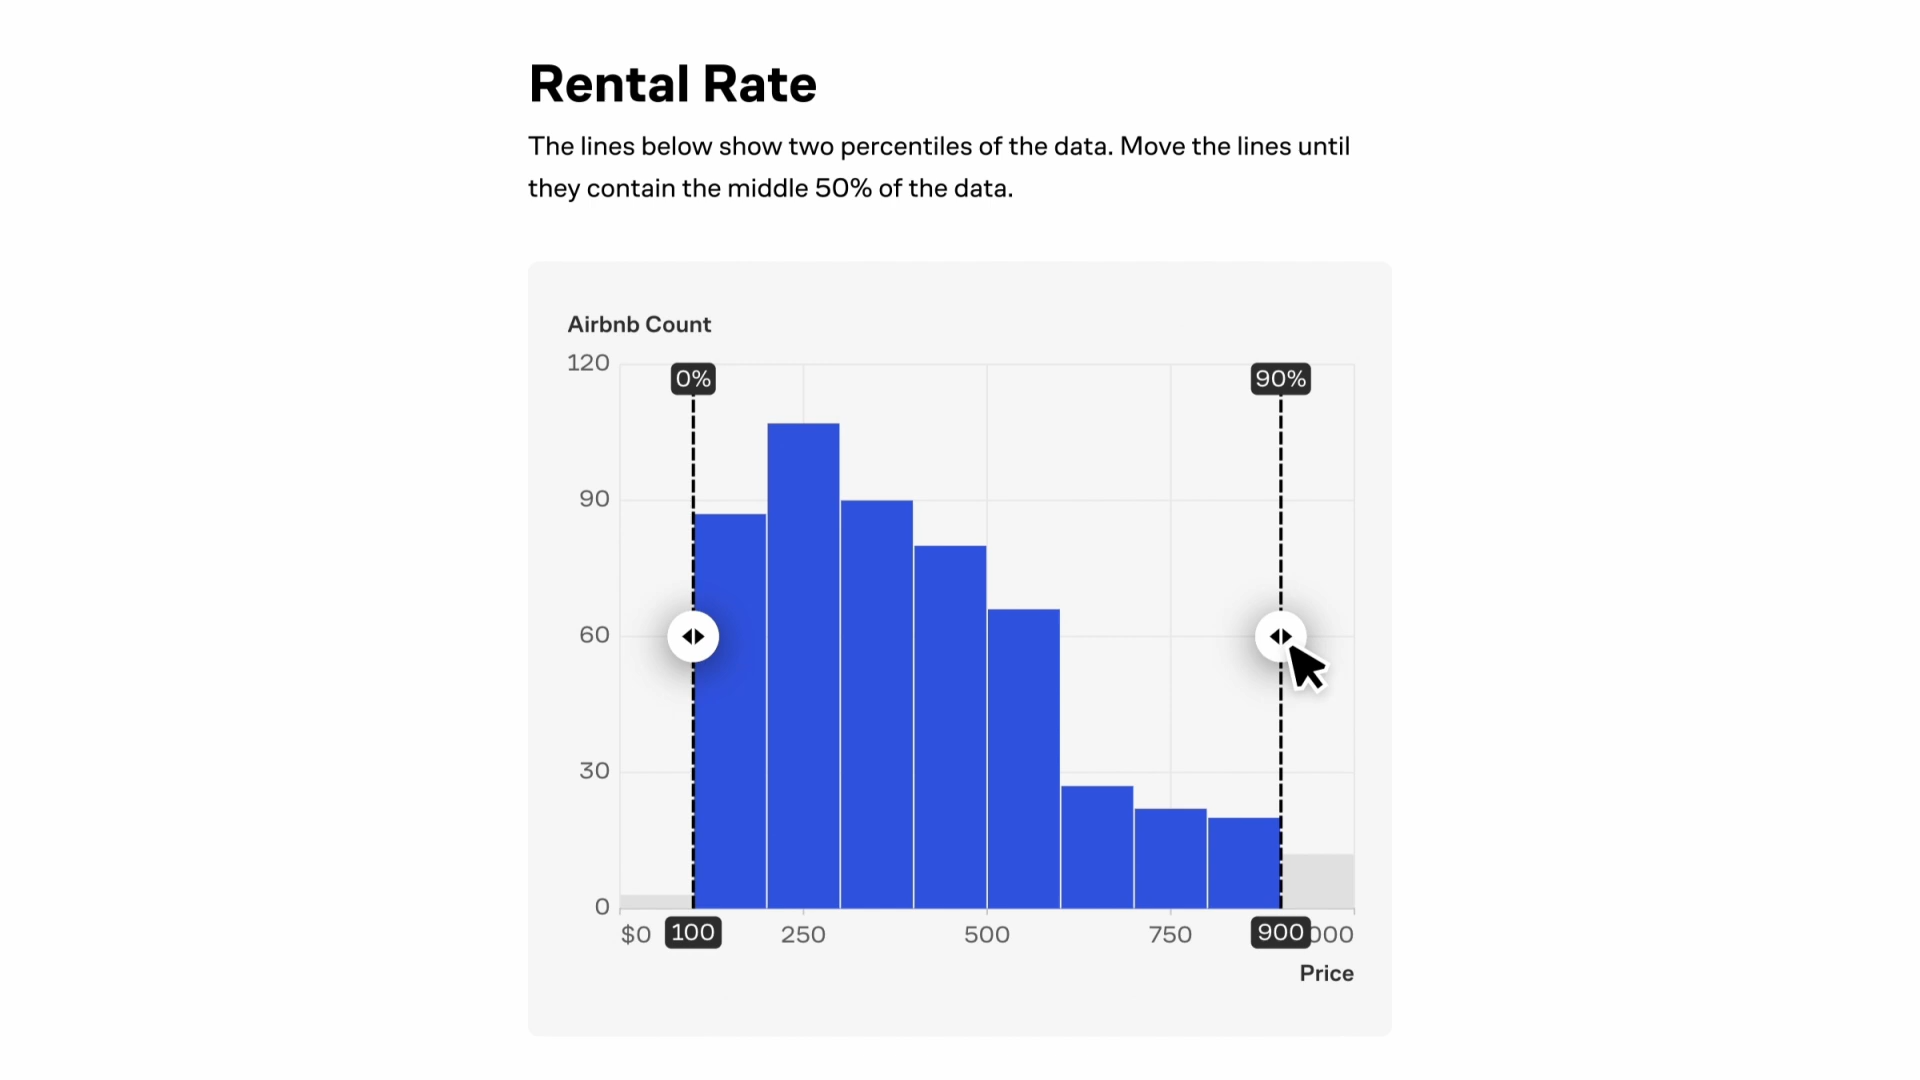 Rental Rate
The lines below show two percentiles of the data. Move the lines until
they contain the middle 50% of the data.
Airbnb Count
120
0%
90%
90
60
30
0
$0
100
250
500
750
900
000
Price